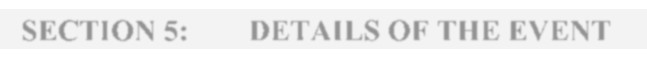 SECTION 5: DETAILS OF THE EVENT